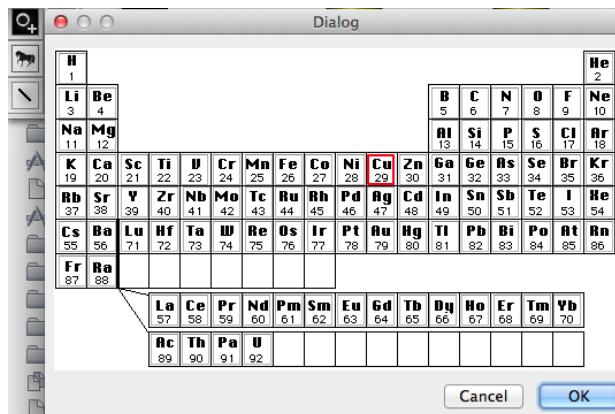 Dialog
H He
1 2
Li Be B C N O F Ne
3 4 5 6 7 8 9 10
Na Mg Al Si P S Cl Ar
11 12 13 14 15 16 17 18
K Ca Sc Ti V Cr Mn Fe Co Ni Cu Zn Ga Ge As Se Br Kr
19 20 21 22 23 24 25 26 27 28 29 30 31 32 33 34 35 36
Rb Sr Y Zr Nb Mo Tc Ru Rh Pd Ag Cd In Sn Sb Te I Xe
37 38 39 40 41 42 43 44 45 46 47 48 49 50 51 52 53 54
Cs Ba Lu Hf Ta W Re Os Ir Pt Au Hg Tl Pb Bi Po At Rn
55 56 71 72 73 74 75 76 77 78 79 80 81 82 83 84 85 86
Fr Ra
87 88
La Ce Pr Nd Pm Sm Eu Gd Tb Dy Ho Er Tm Yb
57 58 59 60 61 62 63 64 65 66 67 68 69 70
Ac Th Pa U
89 90 91 92
Cancel OK